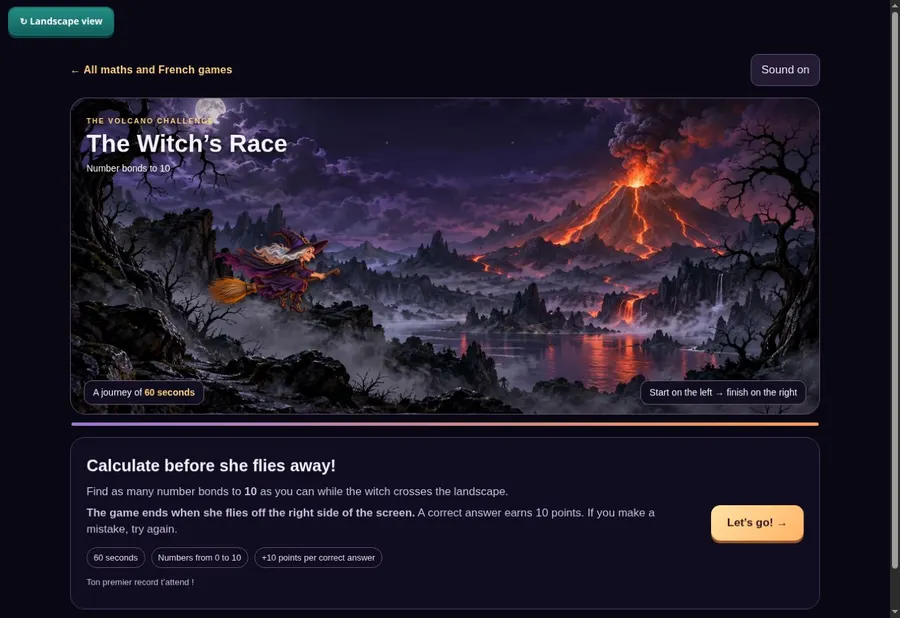 ↻ Landscape view
← All maths and French games
Sound on
THE VOLCANO CHALLENGE
The Witch’s Race
Number bonds to 10
A journey of 60 seconds
Start on the left → finish on the right
Calculate before she flies away!
Find as many number bonds to 10 as you can while the witch crosses the landscape.
The game ends when she flies off the right side of the screen. A correct answer earns 10 points. If you make a
mistake, try again.
Let’s go! →
60 seconds
Numbers from 0 to 10
+10 points per correct answer
Ton premier record t’attend !